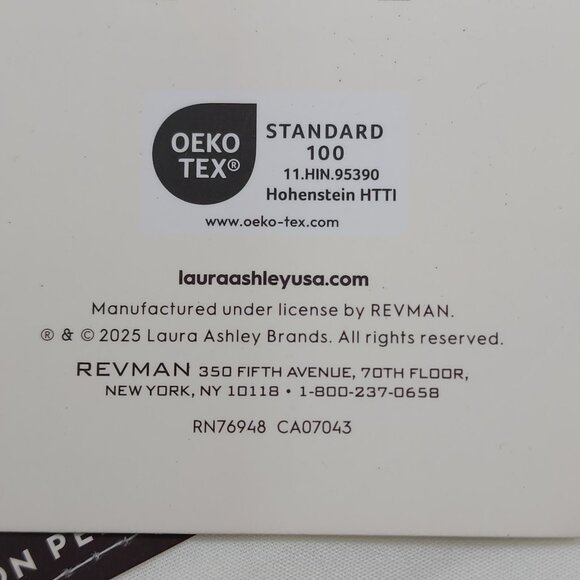 OEKO
TEX®
STANDARD
100
11.HIN.95390
Hohenstein HTTI
www.oeko-tex.com
lauraashleyusa.com
Manufactured under license by REVMAN.
® & © 2025 Laura Ashley Brands. All rights reserved.
REVMAN 350 FIFTH AVENUE, 70TH FLOOR,
NEW YORK, NY 10118 • 1-800-237-0658
RN76948 CA07043
ON PE